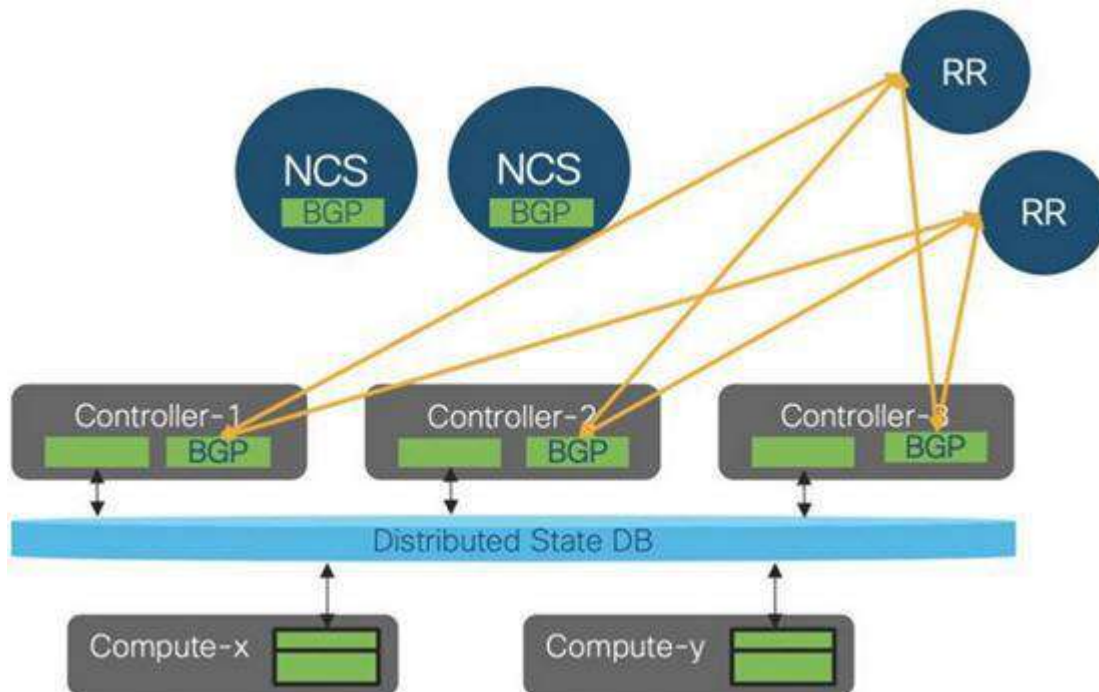 RR
NCS
BGP
NCS
BGP
RR
Controller-1
BGP
Controller-2
BGP
Controller-3
BGP
Distributed State DB
Compute-x
Compute-y